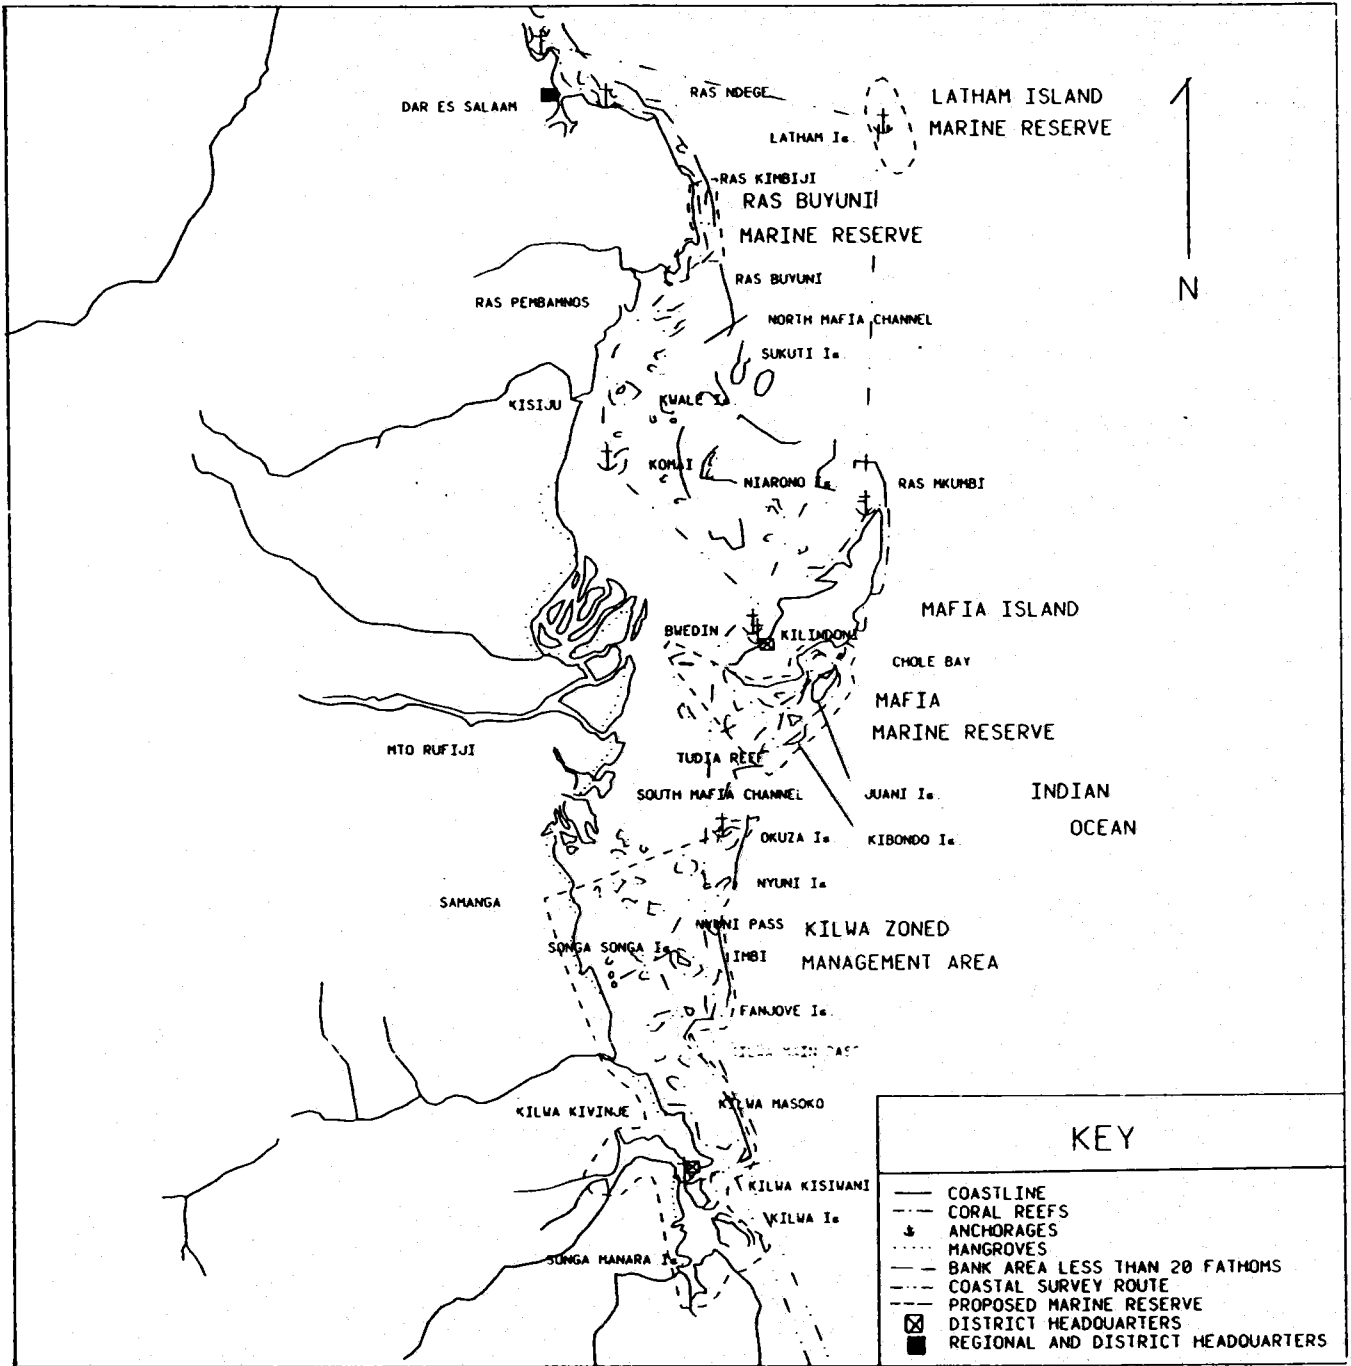 DAR ES SALAAM
RAS NDEGE
LATHAM ISLAND
MARINE RESERVE
LATHAM Is.
RAS KIMBIJI
RAS BUYUNI
MARINE RESERVE
RAS BUYUNI
RAS PEMBAMNOS
NORTH MAFIA CHANNEL
SUKUTI Is.
N
KISIJU
KWALE Is.
KOMAI
NIARONO Is.
RAS MKUMBI
MAFIA ISLAND
BWEDIN
KILINDONI
CHOLE BAY
MAFIA
MARINE RESERVE
MTO RUFIJI
TUDIA REEF
SOUTH MAFIA CHANNEL
JUANI Is.
INDIAN
OCEAN
OKUZA Is.
KIBONDO Is.
NYUNI Is.
SAMANGA
NYUNI PASS
KILWA ZONED
MANAGEMENT AREA
SONGA SONGA Is.
IMBI
FANJOVE Is.
KILWA MAIN PASS
KILWA KIVINJE
KILWA MASOKO
KILWA KISIWANI
KILWA Is.
SONGA MANARA Is.
KEY
COASTLINE
CORAL REEFS
ANCHORAGES
MANGROVES
BANK AREA LESS THAN 20 FATHOMS
COASTAL SURVEY ROUTE
PROPOSED MARINE RESERVE
DISTRICT HEADQUARTERS
REGIONAL AND DISTRICT HEADQUARTERS